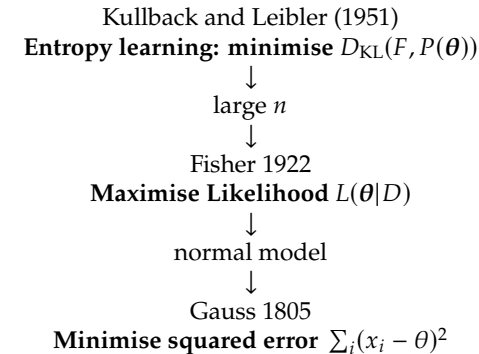 Kullback and Leibler (1951)
Entropy learning: minimise D_KL(F, P(θ))
↓
large n
↓
Fisher 1922
Maximise Likelihood L(θ|D)
↓
normal model
↓
Gauss 1805
Minimise squared error ∑_i(x_i − θ)^2